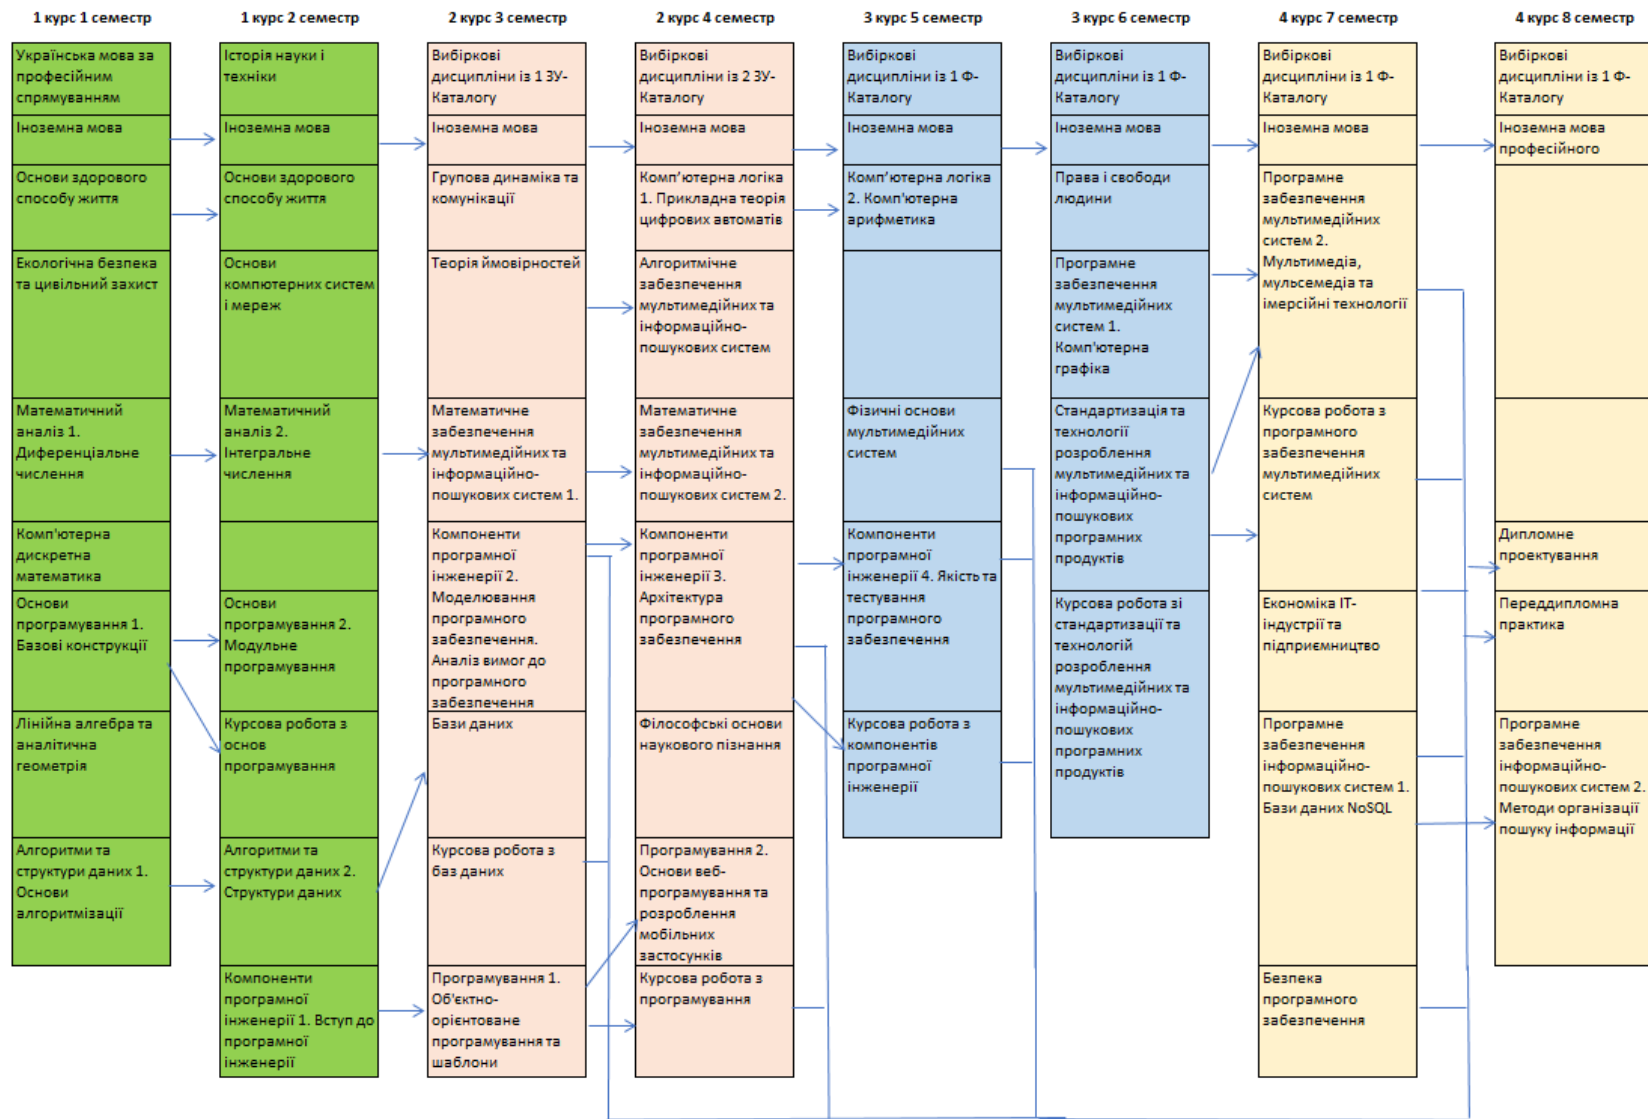 1 курс 1 семестр
Українська мова за
професійним
спрямуванням
Іноземна мова
Основи здорового
способу життя
Екологічна безпека
та цивільний захист
Математичний
аналіз 1.
Диференціальне
числення
Комп'ютерна
дискретна
математика
Основи
програмування 1.
Базові конструкції
Лінійна алгебра та
аналітична
геометрія
Алгоритми та
структури даних 1.
Основи
алгоритмізації
1 курс 2 семестр
Історія науки і
техніки
Іноземна мова
Основи здорового
способу життя
Основи
компютерних систем
і мереж
Математичний
аналіз 2.
Інтегральне
числення
Основи
програмування 2.
Модульне
програмування
Курсова робота з
основ
програмування
Алгоритми та
структури даних 2.
Структури даних
Компоненти
програмної
інженерії 1. Вступ до
програмної
інженерії
2 курс 3 семестр
Вибіркові
дисципліни із 1 ЗУ-
Каталогу
Іноземна мова
Групова динаміка та
комунікації
Теорія ймовірностей
Математичне
забезпечення
мультимедійних та
інформаційно-
пошукових систем 1.
Компоненти
програмної
інженерії 2.
Моделювання
програмного
забезпечення.
Аналіз вимог до
програмного
забезпечення
Бази даних
Курсова робота з
баз даних
Програмування 1.
Об'єктно-
орієнтоване
програмування та
шаблони
2 курс 4 семестр
Вибіркові
дисципліни із 2 ЗУ-
Каталогу
Іноземна мова
Комп’ютерна логіка
1. Прикладна теорія
цифрових автоматів
Алгоритмічне
забезпечення
мультимедійних та
інформаційно-
пошукових систем
Математичне
забезпечення
мультимедійних та
інформаційно-
пошукових систем 2.
Компоненти
програмної
інженерії 3.
Архітектура
програмного
забезпечення
Філософські основи
наукового пізнання
Програмування 2.
Основи веб-
програмування та
розроблення
мобільних
застосунків
Курсова робота з
програмування
3 курс 5 семестр
Вибіркові
дисципліни із 1 Ф-
Каталогу
Іноземна мова
Комп’ютерна логіка
2. Комп’ютерна
арифметика
Фізичні основи
мультимедійних
систем
Компоненти
програмної
інженерії 4. Якість та
тестування
програмного
забезпечення
Курсова робота з
компонентів
програмної
інженерії
3 курс 6 семестр
Вибіркові
дисципліни із 1 Ф-
Каталогу
Іноземна мова
Права і свободи
людини
Програмне
забезпечення
мультимедійних
систем 1.
Комп'ютерна
графіка
Стандартизація та
технології
розроблення
мультимедійних та
інформаційно-
пошукових
програмних
продуктів
Курсова робота зі
стандартизації та
технологій
розроблення
мультимедійних та
інформаційно-
пошукових
програмних
продуктів
4 курс 7 семестр
Вибіркові
дисципліни із 1 Ф-
Каталогу
Іноземна мова
Програмне
забезпечення
мультимедійних
систем 2.
Мультимедіа,
мульсемедіа та
імерсійні технології
Курсова робота з
програмного
забезпечення
мультимедійних
систем
Економіка ІТ-
індустрії та
підприємництво
Програмне
забезпечення
інформаційно-
пошукових систем 1.
Бази даних NoSQL
Безпека
програмного
забезпечення
4 курс 8 семестр
Вибіркові
дисципліни із 1 Ф-
Каталогу
Іноземна мова
професійного
Дипломне
проектування
Переддипломна
практика
Програмне
забезпечення
інформаційно-
пошукових систем 2.
Методи організації
пошуку інформації